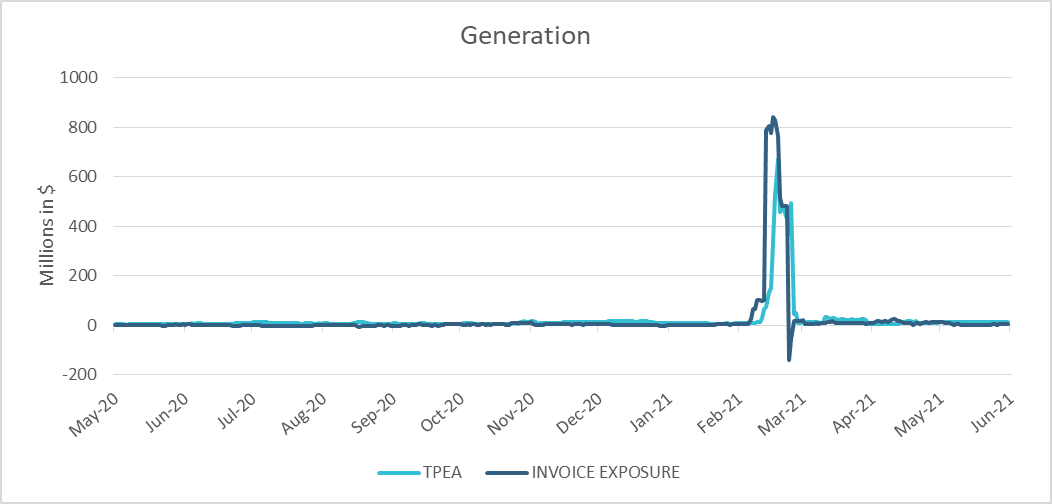 Generation
1000
800
600
400
200
0
-200
Millions in $
May-20 Jun-20 Jul-20 Aug-20 Sep-20 Oct-20 Nov-20 Dec-20 Jan-21 Feb-21 Mar-21 Apr-21 May-21 Jun-21
TPEA INVOICE EXPOSURE